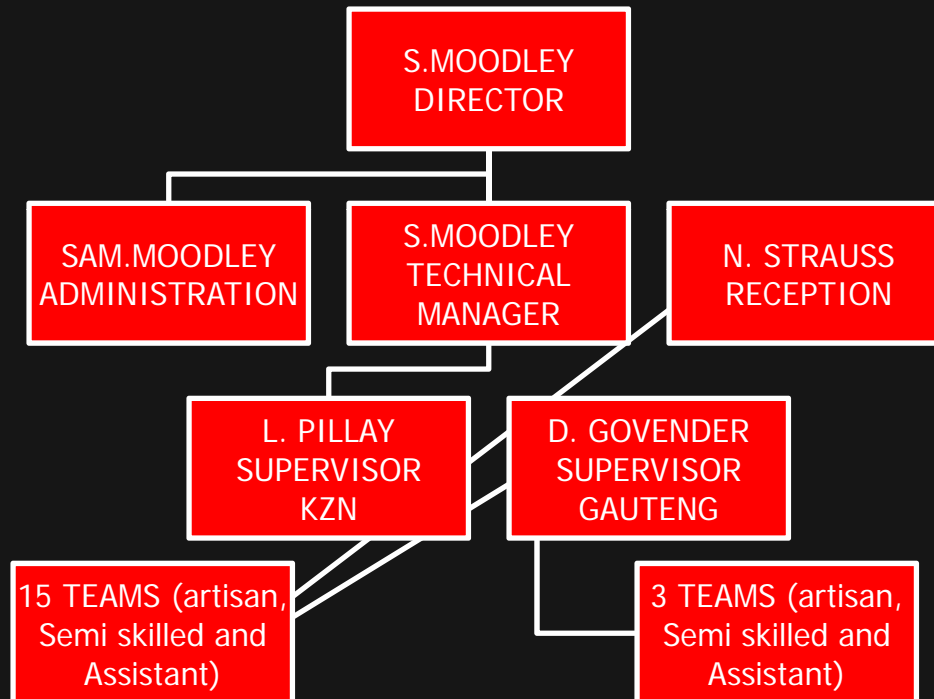 S.MOODLEY
DIRECTOR
SAM.MOODLEY
ADMINISTRATION
S.MOODLEY
TECHNICAL
MANAGER
N. STRAUSS
RECEPTION
L. PILLAY
SUPERVISOR
KZN
D. GOVENDER
SUPERVISOR
GAUTENG
15 TEAMS (artisan,
Semi skilled and
Assistant)
3 TEAMS (artisan,
Semi skilled and
Assistant)